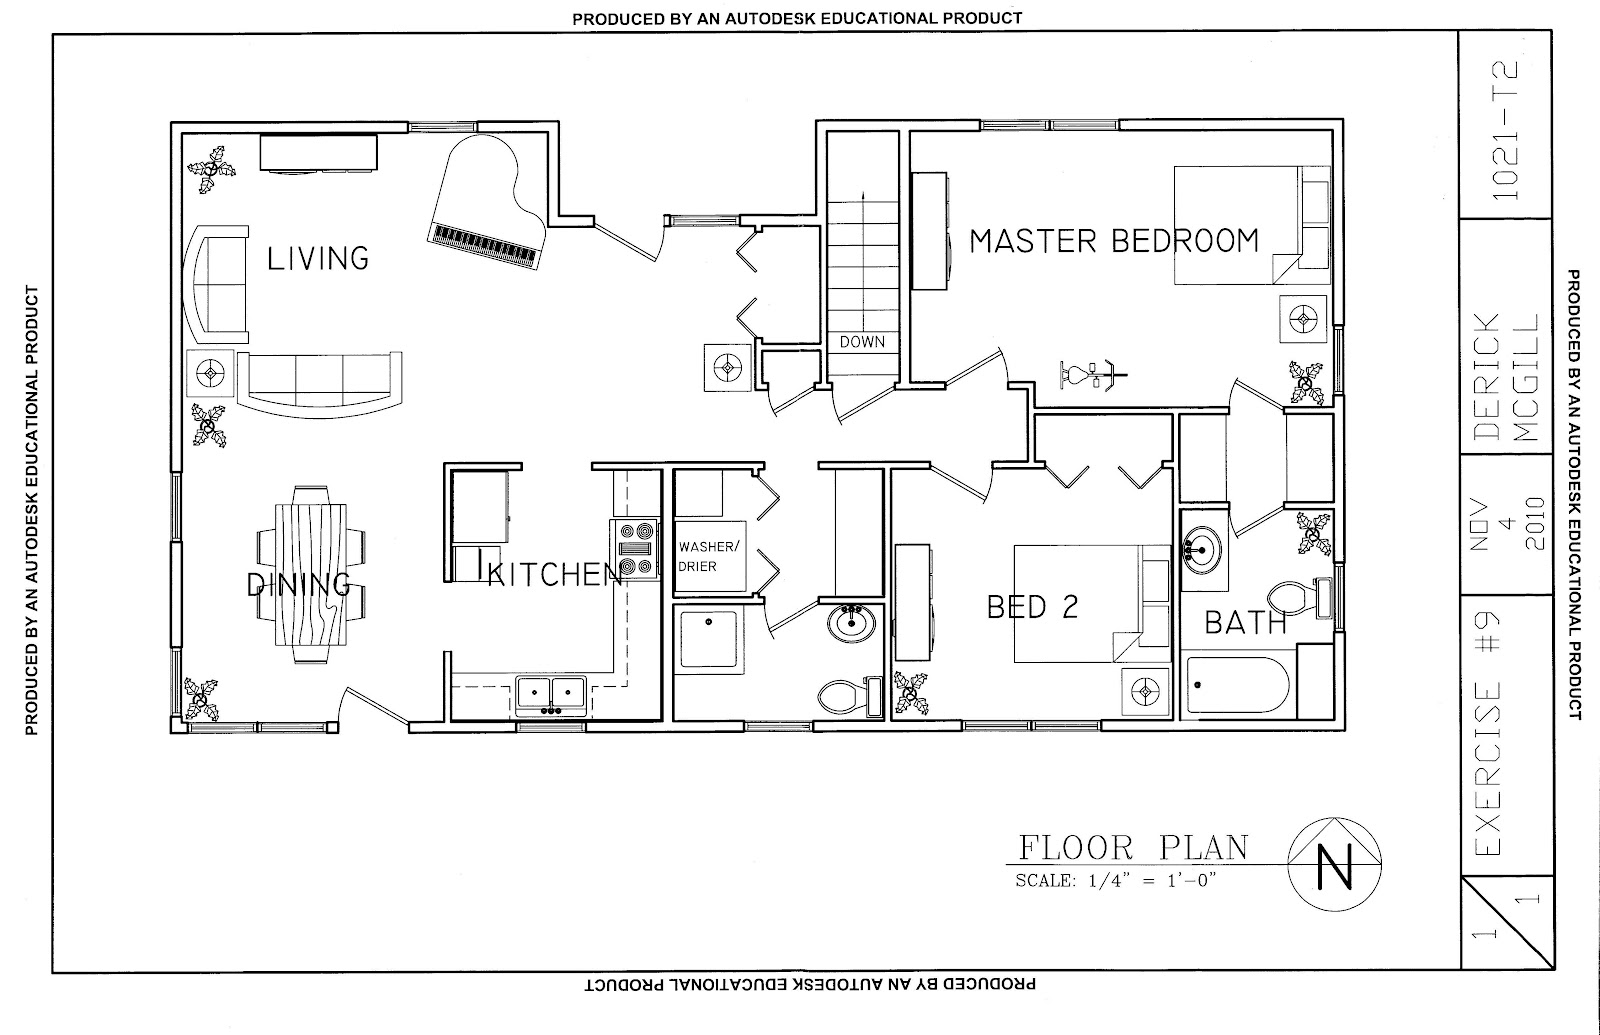 PRODUCED BY AN AUTODESK EDUCATIONAL PRODUCT
PRODUCED BY AN AUTODESK EDUCATIONAL PRODUCT
LIVING
DOWN
MASTER BEDROOM
DINING
KITCHEN
WASHER/
DRIER
BED 2
BATH
FLOOR PLAN
SCALE: 1/4" = 1'-0"
N
1021-T2
DERICK
MCGILL
NOV
4
2010
EXERCISE #9
1
1
PRODUCED BY AN AUTODESK EDUCATIONAL PRODUCT
PRODUCED BY AN AUTODESK EDUCATIONAL PRODUCT